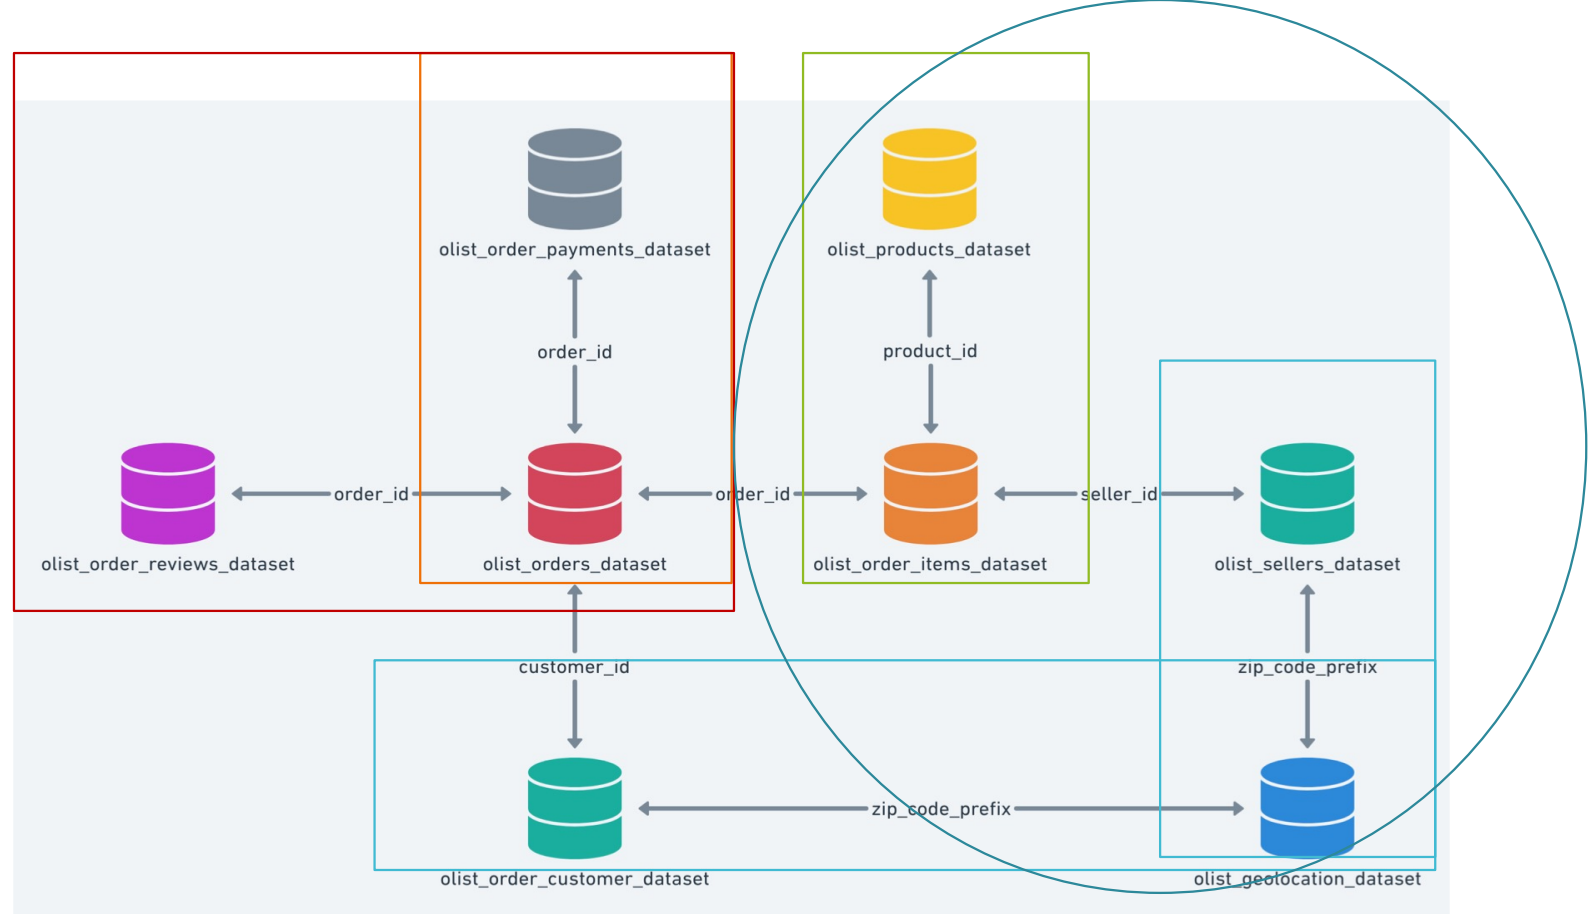 olist_order_payments_dataset
olist_products_dataset
order_id
product_id
order_id
order_id
seller_id
olist_order_reviews_dataset
olist_orders_dataset
olist_order_items_dataset
olist_sellers_dataset
customer_id
zip_code_prefix
zip_code_prefix
olist_order_customer_dataset
olist_geolocation_dataset